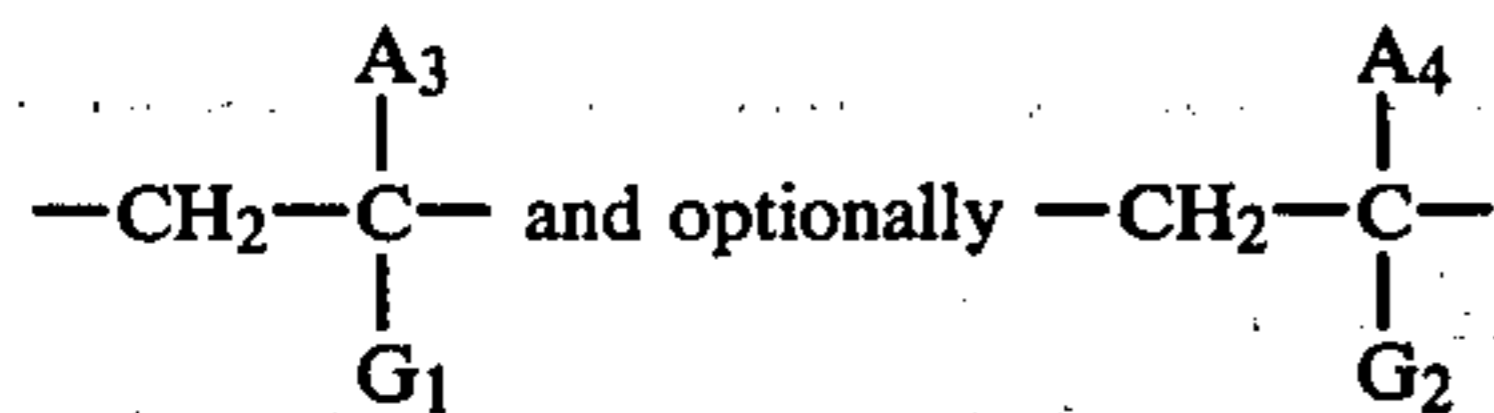 A₃ A₄
—CH₂—C— and optionally —CH₂—C—
G₁ G₂